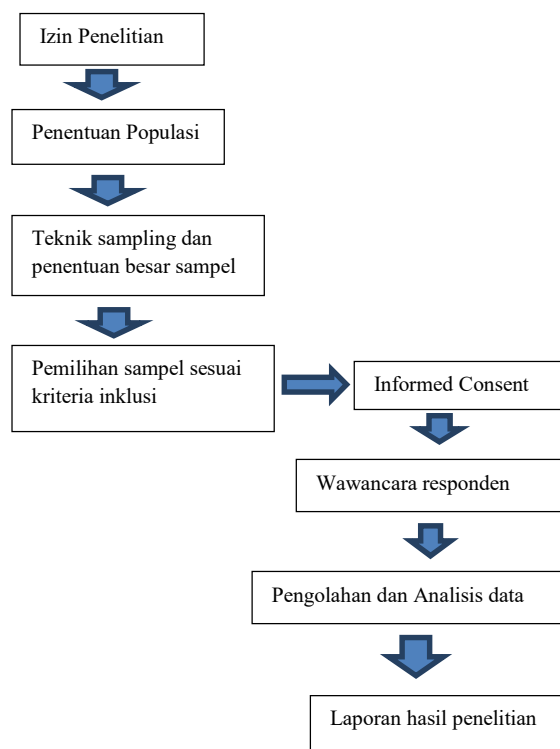 Izin Penelitian
Penentuan Populasi
Teknik sampling dan
penentuan besar sampel
Pemilihan sampel sesuai
kriteria inklusi
Informed Consent
Wawancara responden
Pengolahan dan Analisis data
Laporan hasil penelitian